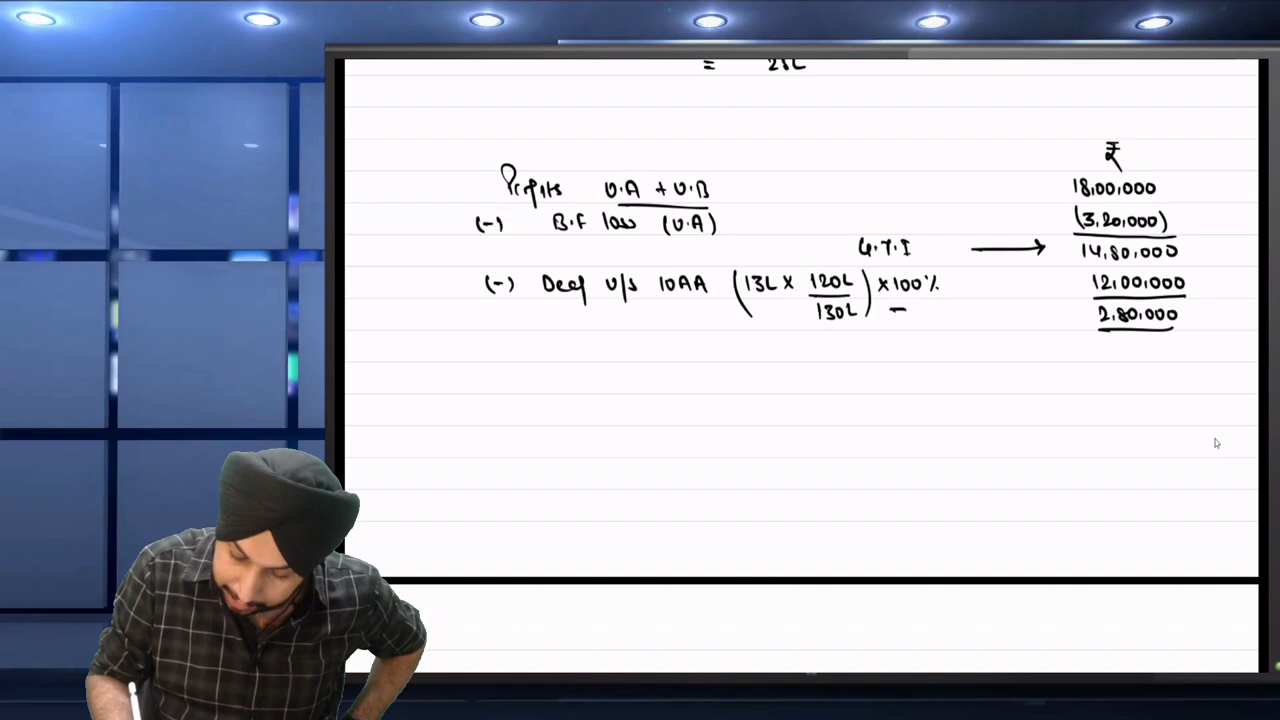 = 25L
₹
Profits U.A + U.B 18,00,000
(-) B.F loss (U.A) (3,20,000)
G.T.I → 14,80,000
(-) Ded u/s 10AA (13L × 120L/130L) × 100% 12,00,000
2,80,000